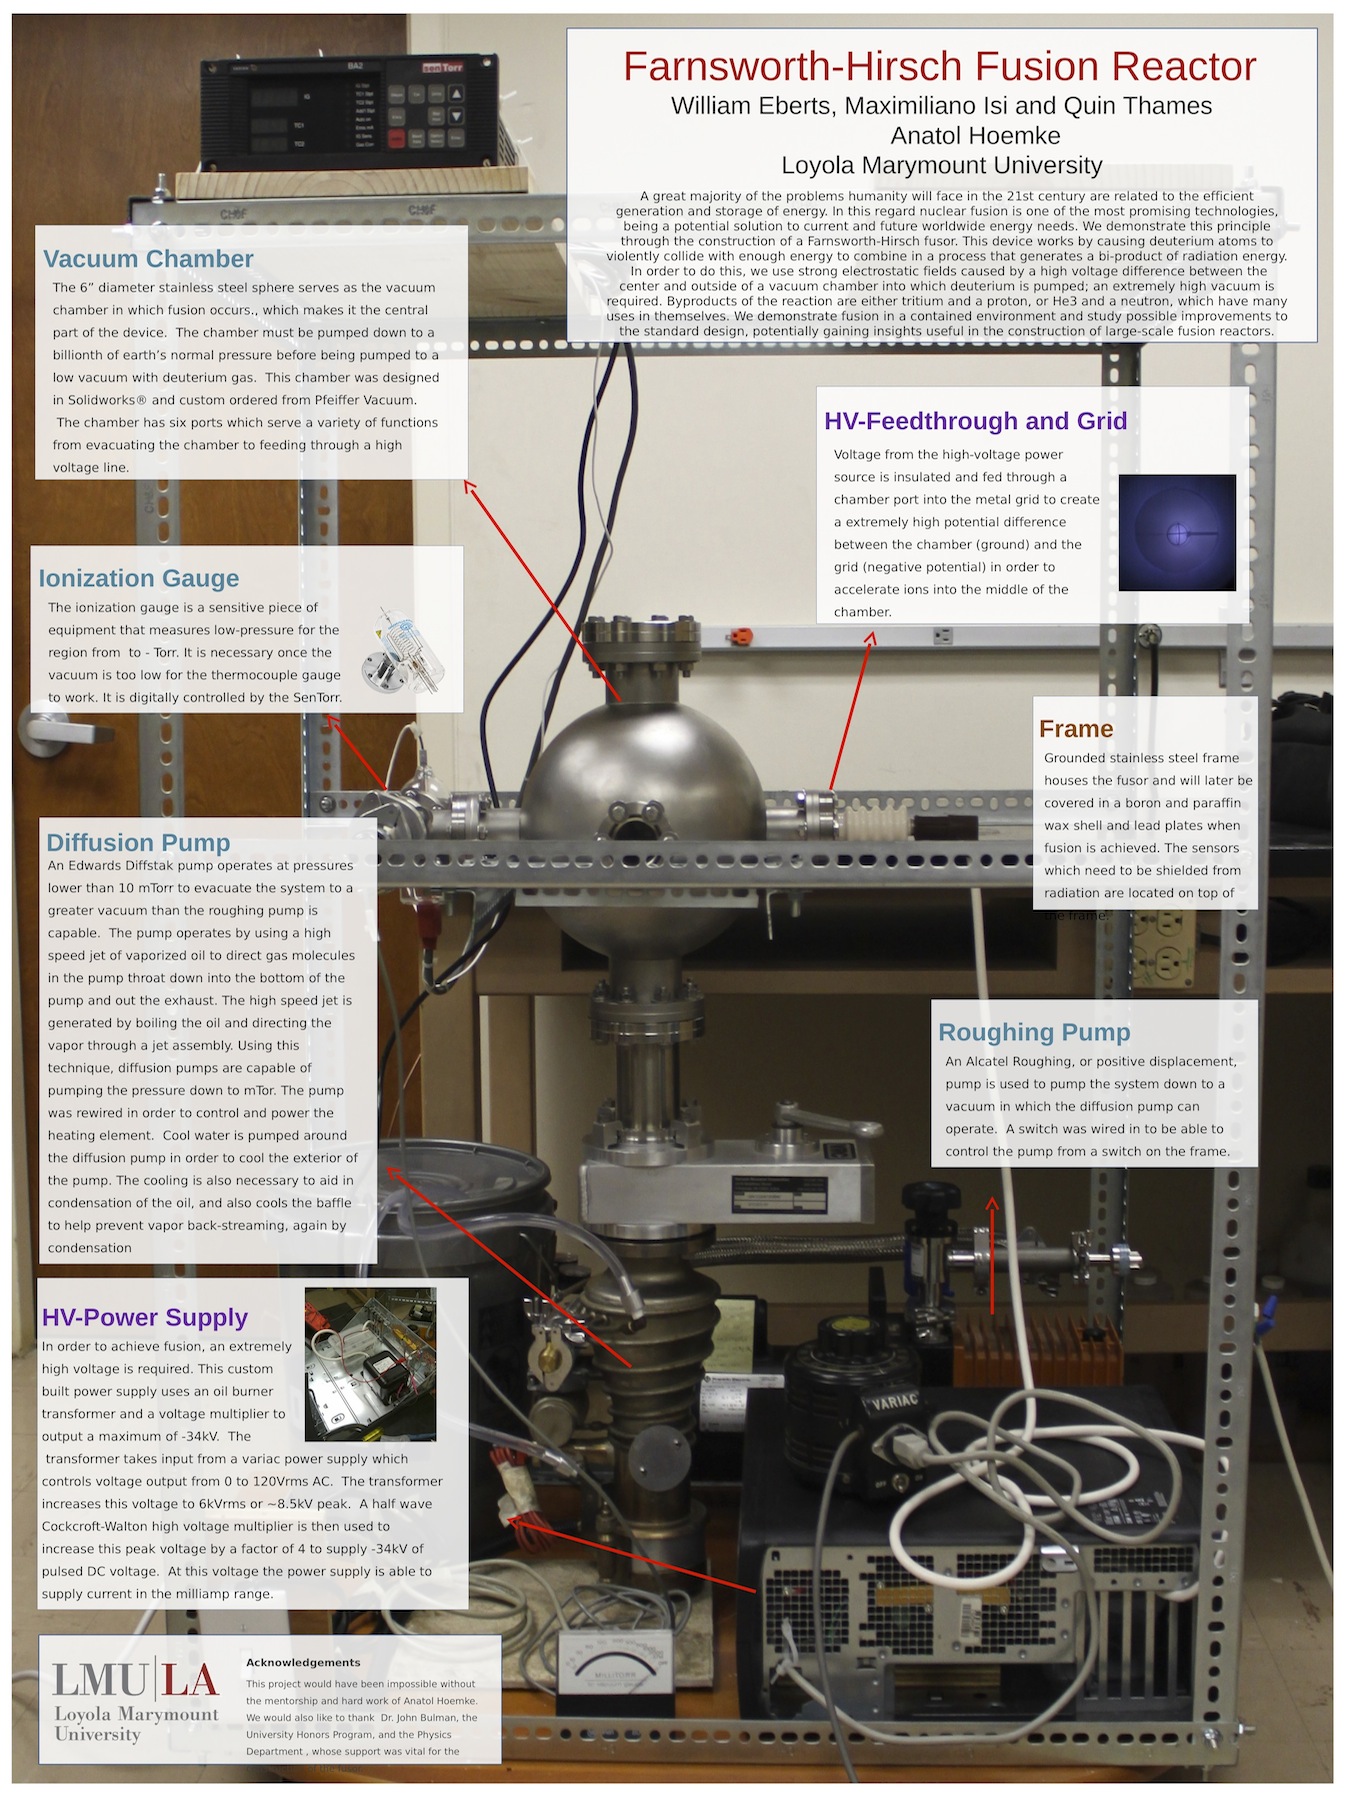 BA2
senTorr
IG
TC1
TC2
Farnsworth-Hirsch Fusion Reactor
William Eberts, Maximiliano Isi and Quin Thames
Anatol Hoemke
Loyola Marymount University
A great majority of the problems humanity will face in the 21st century are related to the efficient
generation and storage of energy. In this regard nuclear fusion is one of the most promising technologies,
being a potential solution to current and future worldwide energy needs. We demonstrate this principle
through the construction of a Farnsworth-Hirsch fusor. This device works by causing deuterium atoms to
violently collide with enough energy to combine in a process that generates a bi-product of radiation energy.
In order to do this, we use strong electrostatic fields caused by a high voltage difference between the
center and outside of a vacuum chamber into which deuterium is pumped; an extremely high vacuum is
required. Byproducts of the reaction are either tritium and a proton, or He3 and a neutron, which have many
uses in themselves. We demonstrate fusion in a contained environment and study possible improvements to
the standard design, potentially gaining insights useful in the construction of large-scale fusion reactors.
Vacuum Chamber
The 6” diameter stainless steel sphere serves as the vacuum
chamber in which fusion occurs., which makes it the central
part of the device.  The chamber must be pumped down to a
billionth of earth’s normal pressure before being pumped to a
low vacuum with deuterium gas.  This chamber was designed
in Solidworks® and custom ordered from Pfeiffer Vacuum.
The chamber has six ports which serve a variety of functions
from evacuating the chamber to feeding through a high
voltage line.
HV-Feedthrough and Grid
Voltage from the high-voltage power
source is insulated and fed through a
chamber port into the metal grid to create
a extremely high potential difference
between the chamber (ground) and the
grid (negative potential) in order to
accelerate ions into the middle of the
chamber.
Ionization Gauge
The ionization gauge is a sensitive piece of
equipment that measures low-pressure for the
region from  to - Torr. It is necessary once the
vacuum is too low for the thermocouple gauge
to work. It is digitally controlled by the SenTorr.
Frame
Grounded stainless steel frame
houses the fusor and will later be
covered in a boron and paraffin
wax shell and lead plates when
fusion is achieved. The sensors
which need to be shielded from
radiation are located on top of
the frame.
Diffusion Pump
An Edwards Diffstak pump operates at pressures
lower than 10 mTorr to evacuate the system to a
greater vacuum than the roughing pump is
capable.  The pump operates by using a high
speed jet of vaporized oil to direct gas molecules
in the pump throat down into the bottom of the
pump and out the exhaust. The high speed jet is
generated by boiling the oil and directing the
vapor through a jet assembly. Using this
technique, diffusion pumps are capable of
pumping the pressure down to mTor. The pump
was rewired in order to control and power the
heating element.  Cool water is pumped around
the diffusion pump in order to cool the exterior of
the pump. The cooling is also necessary to aid in
condensation of the oil, and also cools the baffle
to help prevent vapor back-streaming, again by
condensation
Roughing Pump
An Alcatel Roughing, or positive displacement,
pump is used to pump the system down to a
vacuum in which the diffusion pump can
operate.  A switch was wired in to be able to
control the pump from a switch on the frame.
HV-Power Supply
In order to achieve fusion, an extremely
high voltage is required. This custom
built power supply uses an oil burner
transformer and a voltage multiplier to
output a maximum of -34kV.  The
transformer takes input from a variac power supply which
controls voltage output from 0 to 120Vrms AC.  The transformer
increases this voltage to 6kVrms or ~8.5kV peak.  A half wave
Cockcroft-Walton high voltage multiplier is then used to
increase this peak voltage by a factor of 4 to supply -34kV of
pulsed DC voltage.  At this voltage the power supply is able to
supply current in the milliamp range.
VARIAC
OFF
ON
MILLITORR
LMU|LA
Loyola Marymount
University
Acknowledgements
This project would have been impossible without
the mentorship and hard work of Anatol Hoemke.
We would also like to thank  Dr. John Bulman, the
University Honors Program, and the Physics
Department , whose support was vital for the